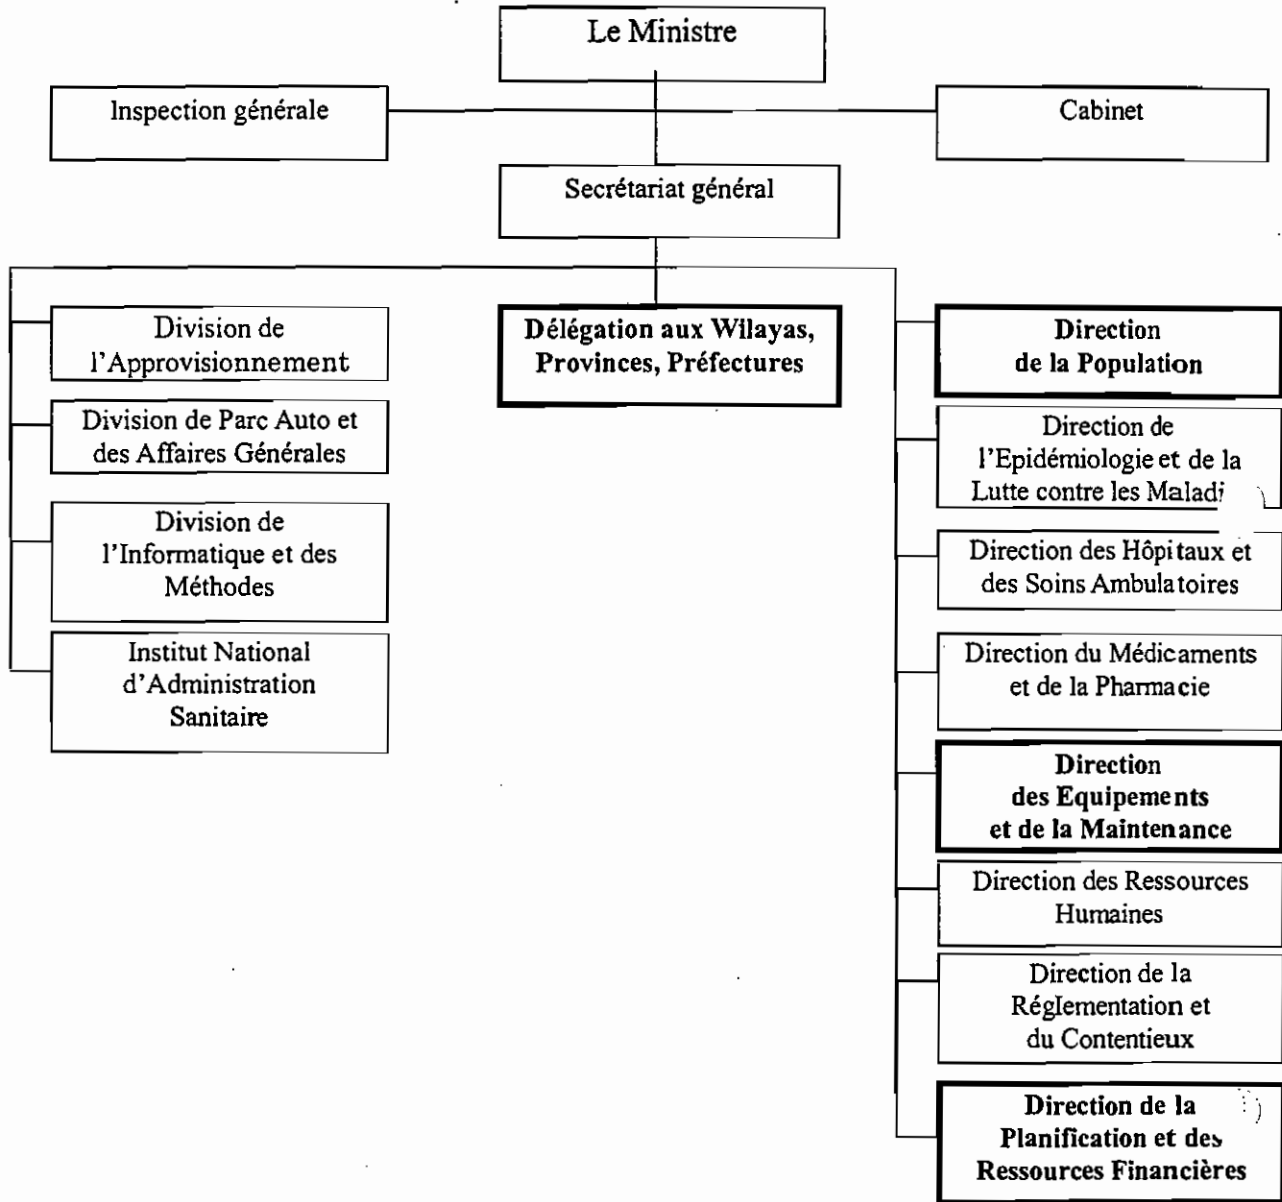 Le Ministre
Inspection générale
Cabinet
Secrétariat général
Division de
l'Approvisionnement
Division de Parc Auto et
des Affaires Générales
Division de
l'Informatique et des
Méthodes
Institut National
d'Administration
Sanitaire
Délégation aux Wilayas,
Provinces, Préfectures
Direction
de la Population
Direction de
l'Epidémiologie et de la
Lutte contre les Maladi
Direction des Hôpitaux et
des Soins Ambulatoires
Direction du Médicaments
et de la Pharmacie
Direction
des Equipements
et de la Maintenance
Direction des Ressources
Humaines
Direction de la
Réglementation et
du Contentieux
Direction de la
Planification et des
Ressources Financières